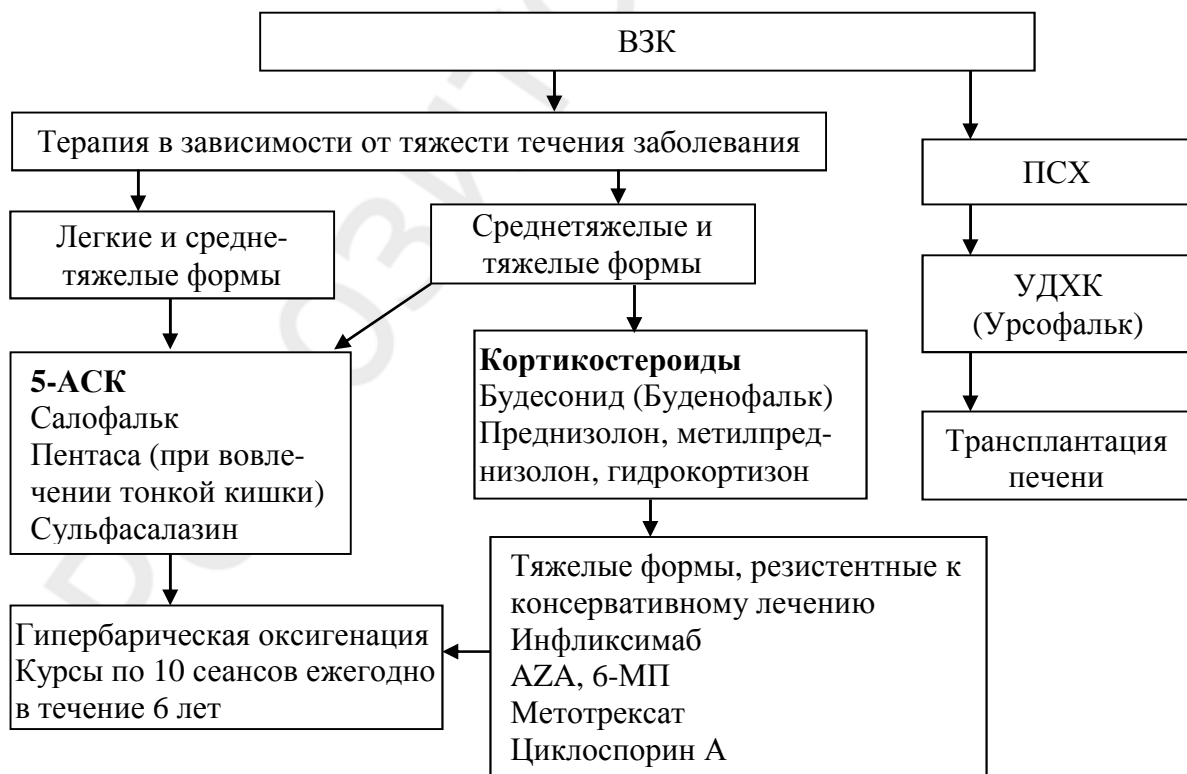 ВЗК
Терапия в зависимости от тяжести течения заболевания
ПСХ
Легкие и средне-
тяжелые формы
Среднетяжелые и
тяжелые формы
УДХК
(Урсофальк)
5-АСК
Салофальк
Пентаса (при вовле-
чении тонкой кишки)
Сульфасалазин
Кортикостероиды
Будесонид (Буденофальк)
Преднизолон, метилпред-
низолон, гидрокортизон
Трансплантация
печени
Гипербарическая оксигенация
Курсы по 10 сеансов ежегодно
в течение 6 лет
Тяжелые формы, резистентные к
консервативному лечению
Инфликсимаб
AZA, 6-МП
Метотрексат
Циклоспорин А